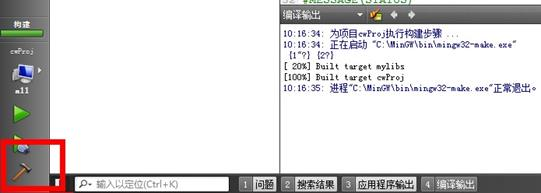 32 #MESSAGE(STATUS)
构建
cwProj
all
编译输出
10:16:34: 为项目cwProj执行构建步骤 ...
10:16:34: 正在启动 "C:\MinGW\bin\mingw32-make.exe"
{1"?} {2?}
[ 20%] Built target mylibs
[100%] Built target cwProj
10:16:35: 进程"C:\MinGW\bin\mingw32-make.exe"正常退出。
输入以定位(Ctrl+K)
1 问题 2 搜索结果 3 应用程序输出 4 编译输出